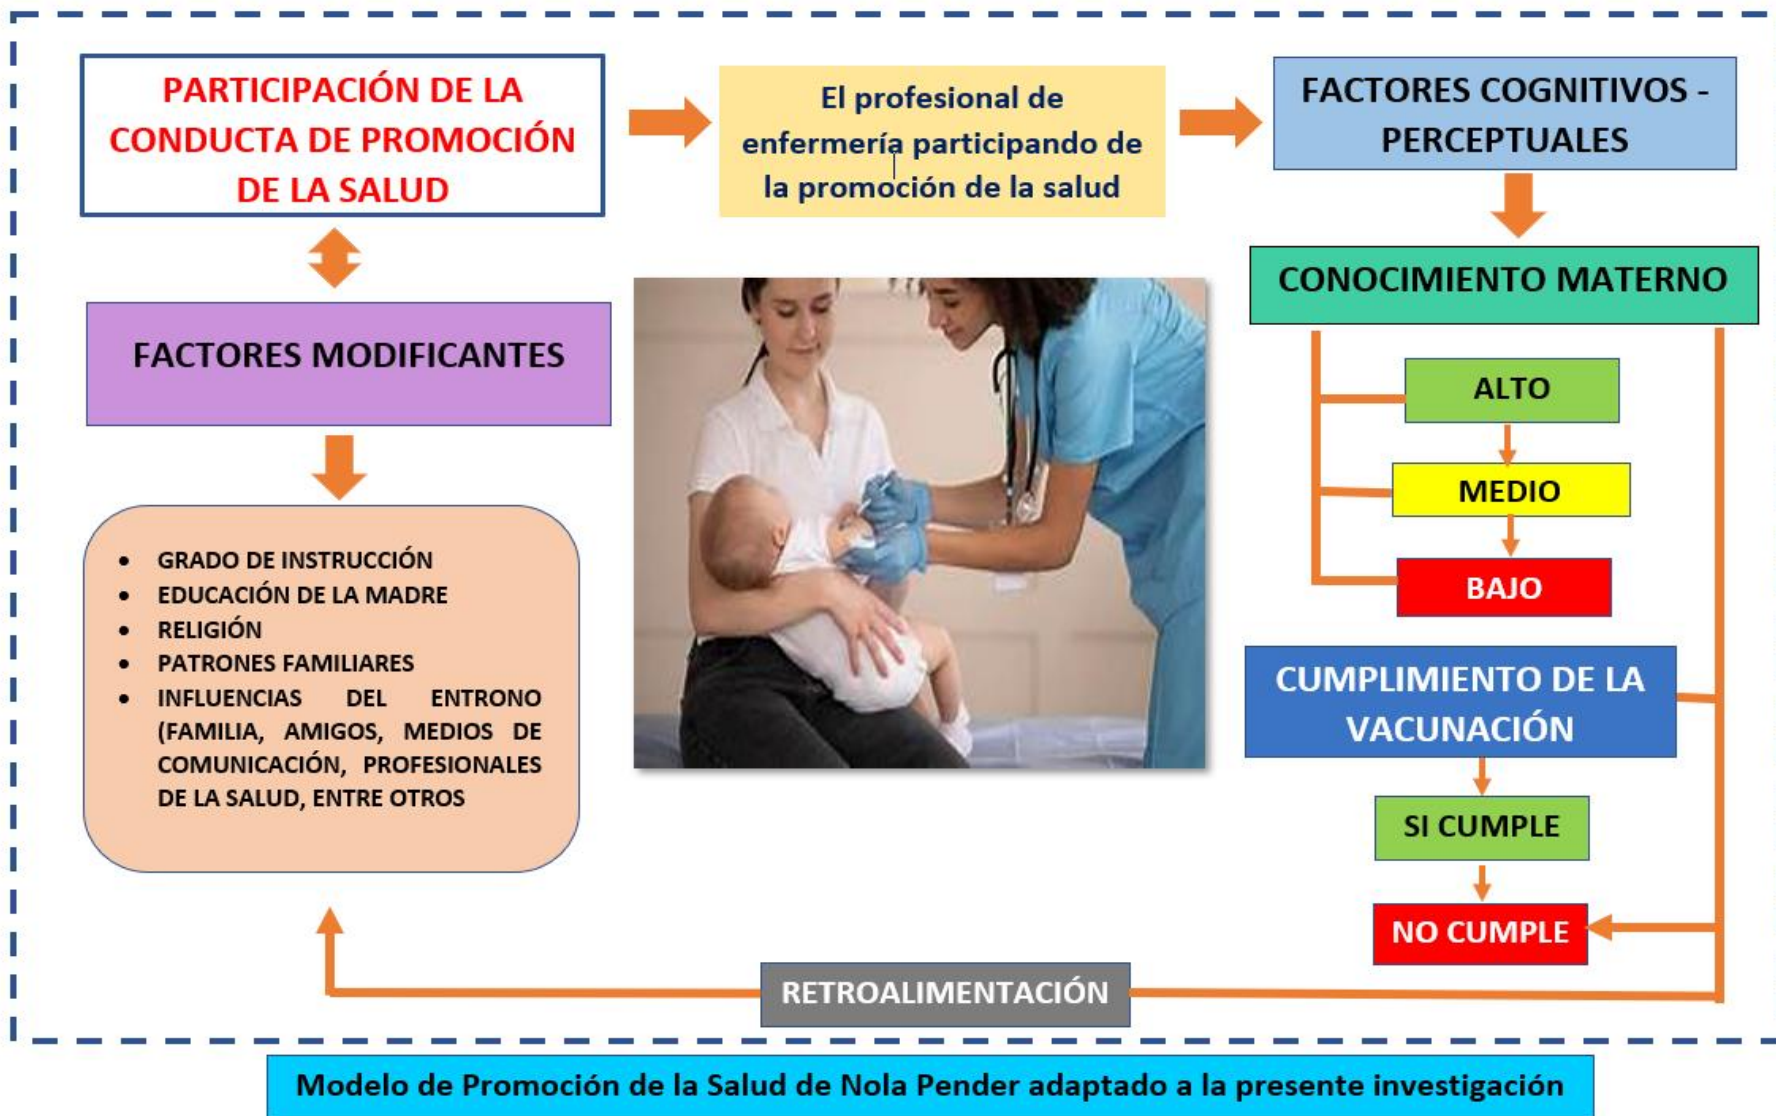 PARTICIPACIÓN DE LA
CONDUCTA DE PROMOCIÓN
DE LA SALUD
El profesional de
enfermería participando de
la promoción de la salud
FACTORES COGNITIVOS -
PERCEPTUALES
FACTORES MODIFICANTES
• GRADO DE INSTRUCCIÓN
• EDUCACIÓN DE LA MADRE
• RELIGIÓN
• PATRONES FAMILIARES
• INFLUENCIAS DEL ENTRONO
(FAMILIA, AMIGOS, MEDIOS DE
COMUNICACIÓN, PROFESIONALES
DE LA SALUD, ENTRE OTROS
CONOCIMIENTO MATERNO
ALTO
MEDIO
BAJO
CUMPLIMIENTO DE LA
VACUNACIÓN
SI CUMPLE
NO CUMPLE
RETROALIMENTACIÓN
Modelo de Promoción de la Salud de Nola Pender adaptado a la presente investigación